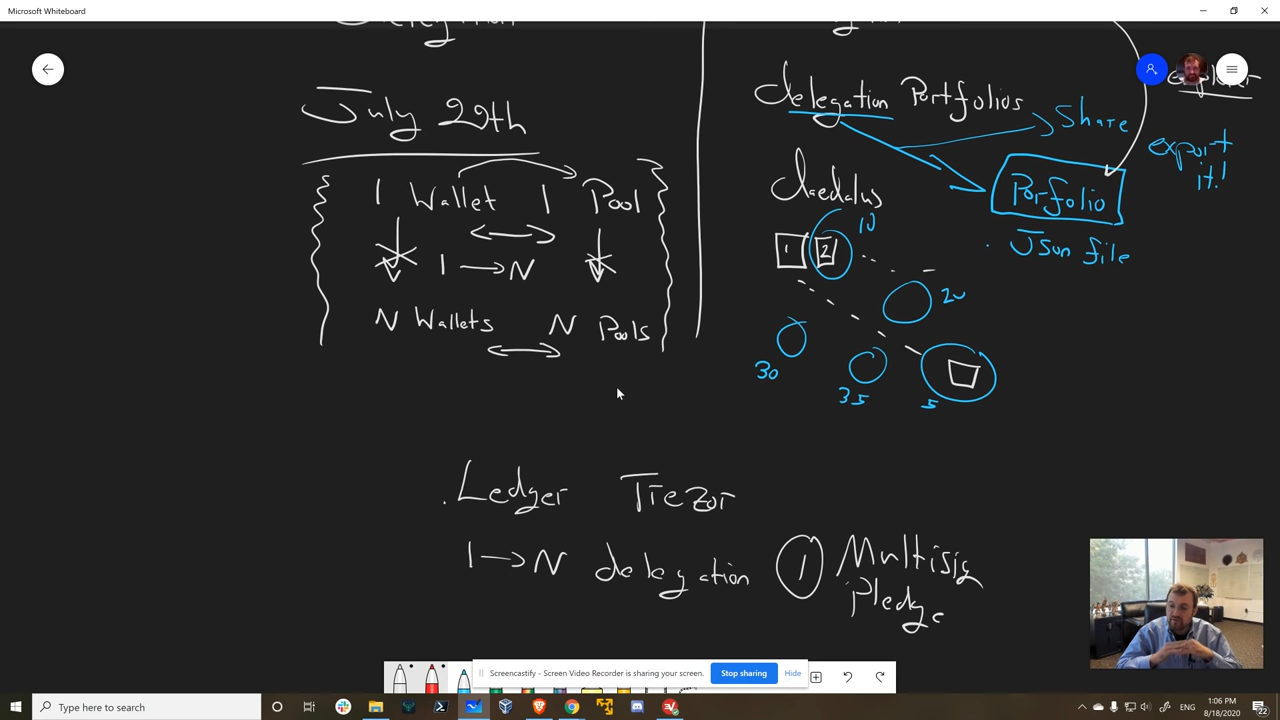 Microsoft Whiteboard
July 29th
1 Wallet 1 Pool
1 → N
N Wallets N Pools
delegation Portfolios
Share
export
it!
Daedalus
Porfolio
Json file
1 2
10
20
30
35
5
Ledger Trezor
1 → N delegation 1 Multisig
Pledge
Screencastify - Screen Video Recorder is sharing your screen. Stop sharing Hide
Type here to search
ENG
1:06 PM
8/18/2020
22